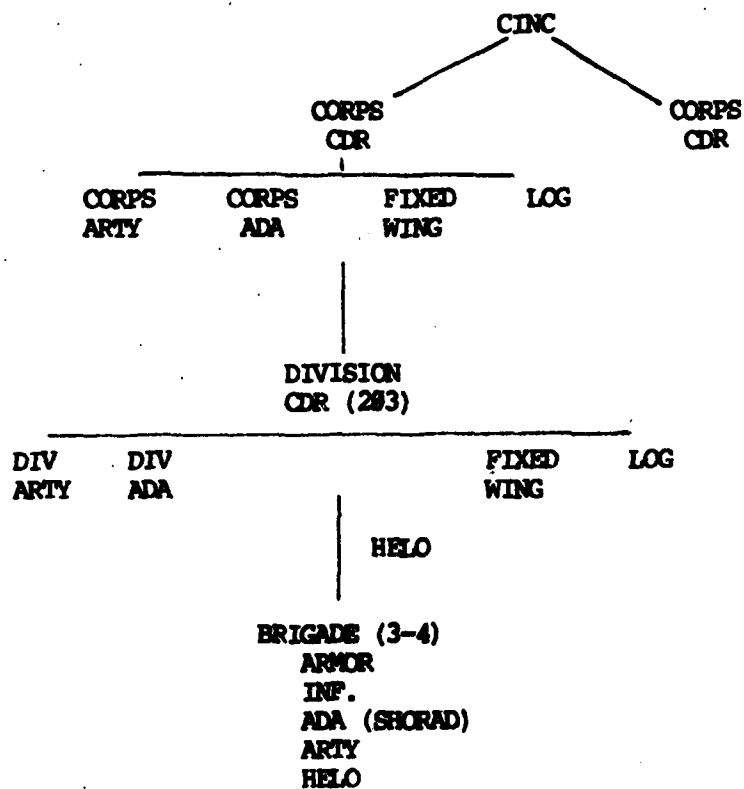 CINC
CORPS CORPS
CDR CDR
CORPS CORPS FIXED LOG
ARTY ADA WING
DIVISION
CDR (203)
DIV DIV FIXED LOG
ARTY ADA WING
HELO
BRIGADE (3-4)
ARMOR
INF.
ADA (SHORAD)
ARTY
HELO